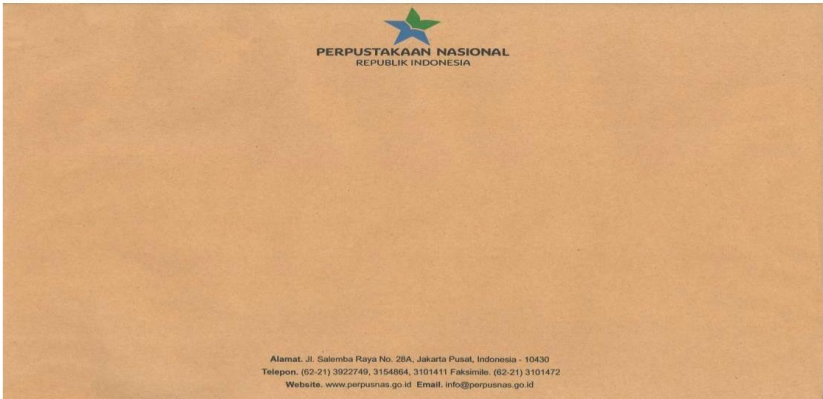 PERPUSTAKAAN NASIONAL
REPUBLIK INDONESIA
Alamat. Jl. Salemba Raya No. 28A, Jakarta Pusat, Indonesia - 10430
Telepon. (62-21) 3922749, 3154864, 3101411 Faksimile. (62-21) 3101472
Website. www.perpusnas.go.id Email. info@perpusnas.go.id